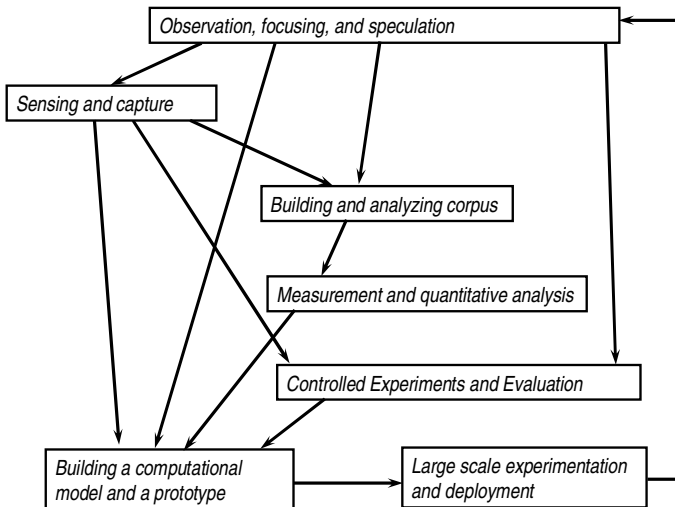 Observation, focusing, and speculation
Sensing and capture
Building and analyzing corpus
Measurement and quantitative analysis
Controlled Experiments and Evaluation
Building a computational
model and a prototype
Large scale experimentation
and deployment